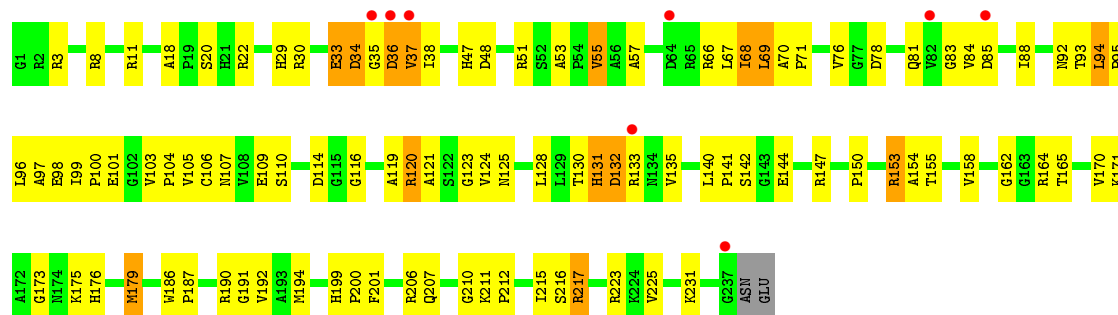 G1 R2 R3 R8 R11 A18 P19 S20 H21 R22 H29 R30 E33 D34 G35 D36 V37 I38 H47 D48 R51 S52 A53 P54 V55 A56 A57 D64 R65 R66 L67 I68 L69 A70 P71 V76 G77 D78 Q81 V82 G83 V84 D85 I88 N92 T93 L94 P95
L96 A97 E98 I99 P100 E101 G102 V103 P104 V105 C106 N107 V108 E109 S110 D114 G115 G116 A119 R120 A121 S122 G123 V124 N125 L128 L129 T130 H131 D132 R133 N134 V135 L140 P141 S142 G143 E144 R147 P150 R153 A154 T155 V158 G162 G163 R164 T165 V170 K171
A172 G173 N174 K175 H176 M179 W186 P187 R190 G191 V192 A193 M194 H199 P200 F201 R206 Q207 G210 K211 P212 I215 S216 R217 R223 K224 V225 K231 G237 ASN GLU